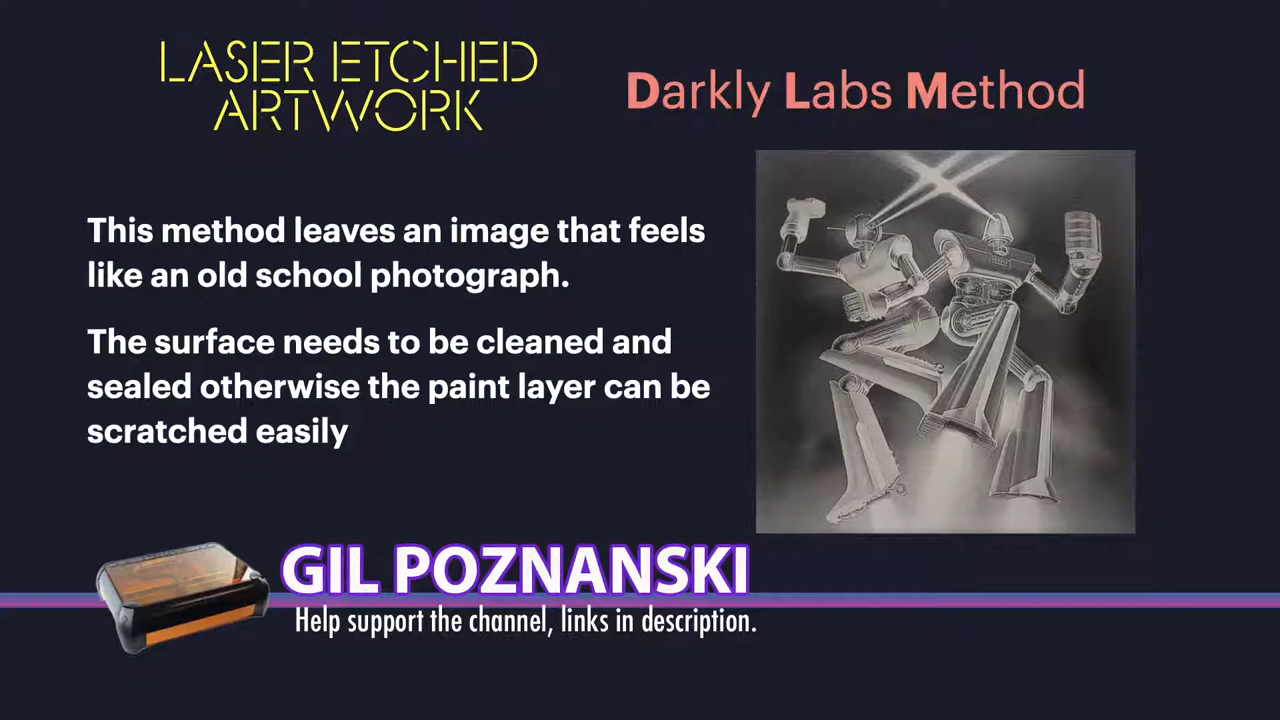 LASER ETCHED
ARTWORK
Darkly Labs Method
This method leaves an image that feels
like an old school photograph.
The surface needs to be cleaned and
sealed otherwise the paint layer can be
scratched easily
GIL POZNANSKI
Help support the channel, links in description.